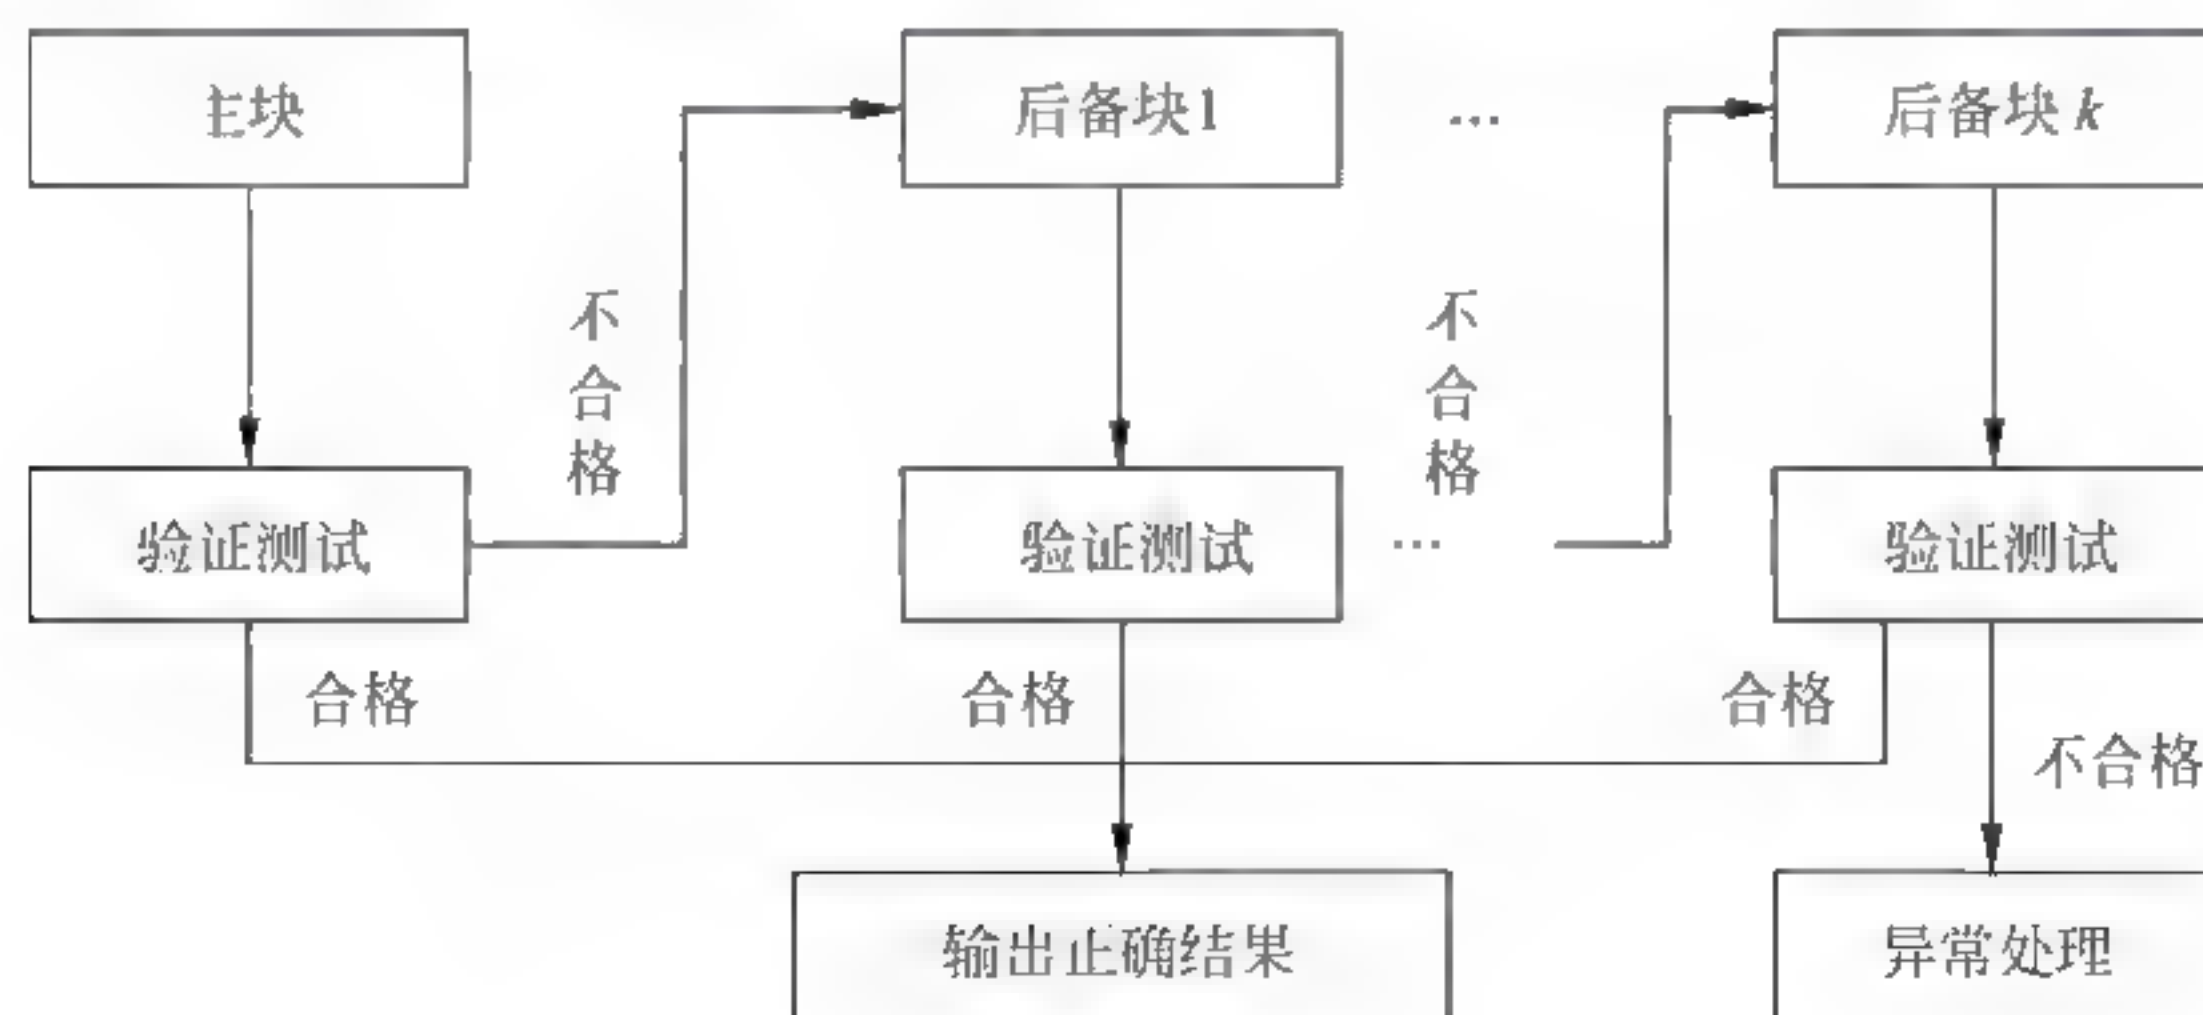 主块
后备块1
…
后备块k
不合格
不合格
验证测试
验证测试
…
验证测试
合格
合格
合格
不合格
输出正确结果
异常处理